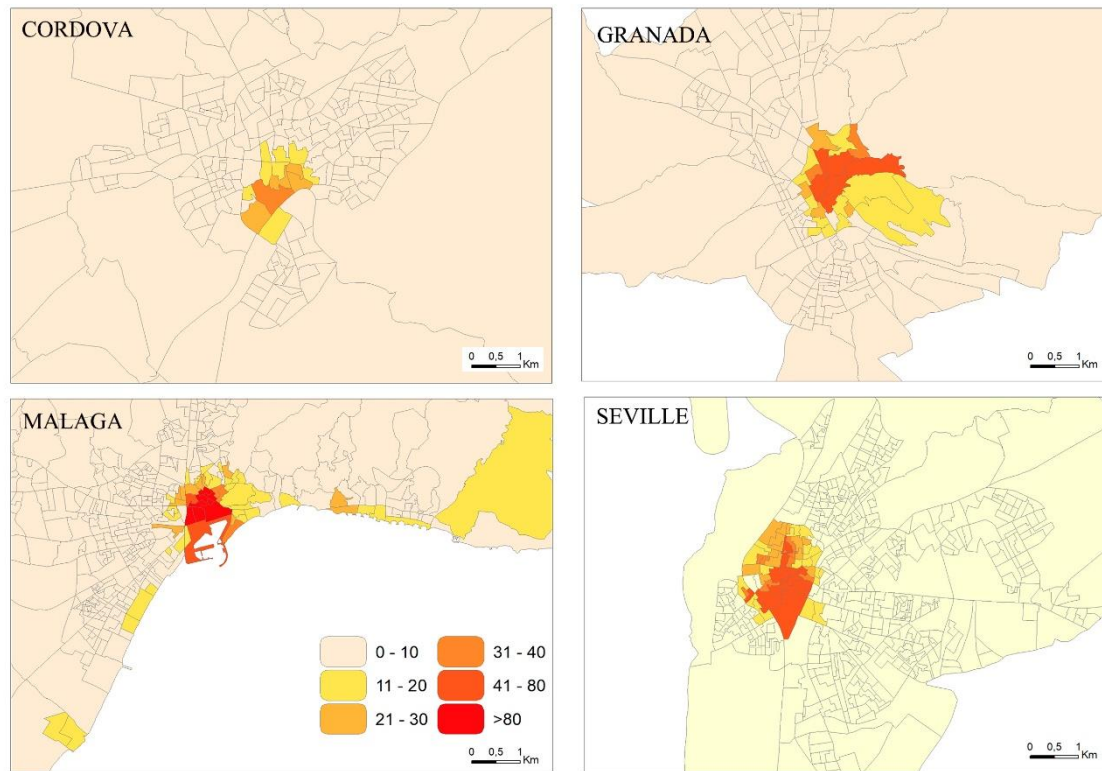 CORDOVA
0 0,5 1
Km
GRANADA
0 0,5 1
Km
MALAGA
0 - 10
31 - 40
11 - 20
41 - 80
21 - 30
>80
0 0,5 1
Km
SEVILLE
0 0,5 1
Km